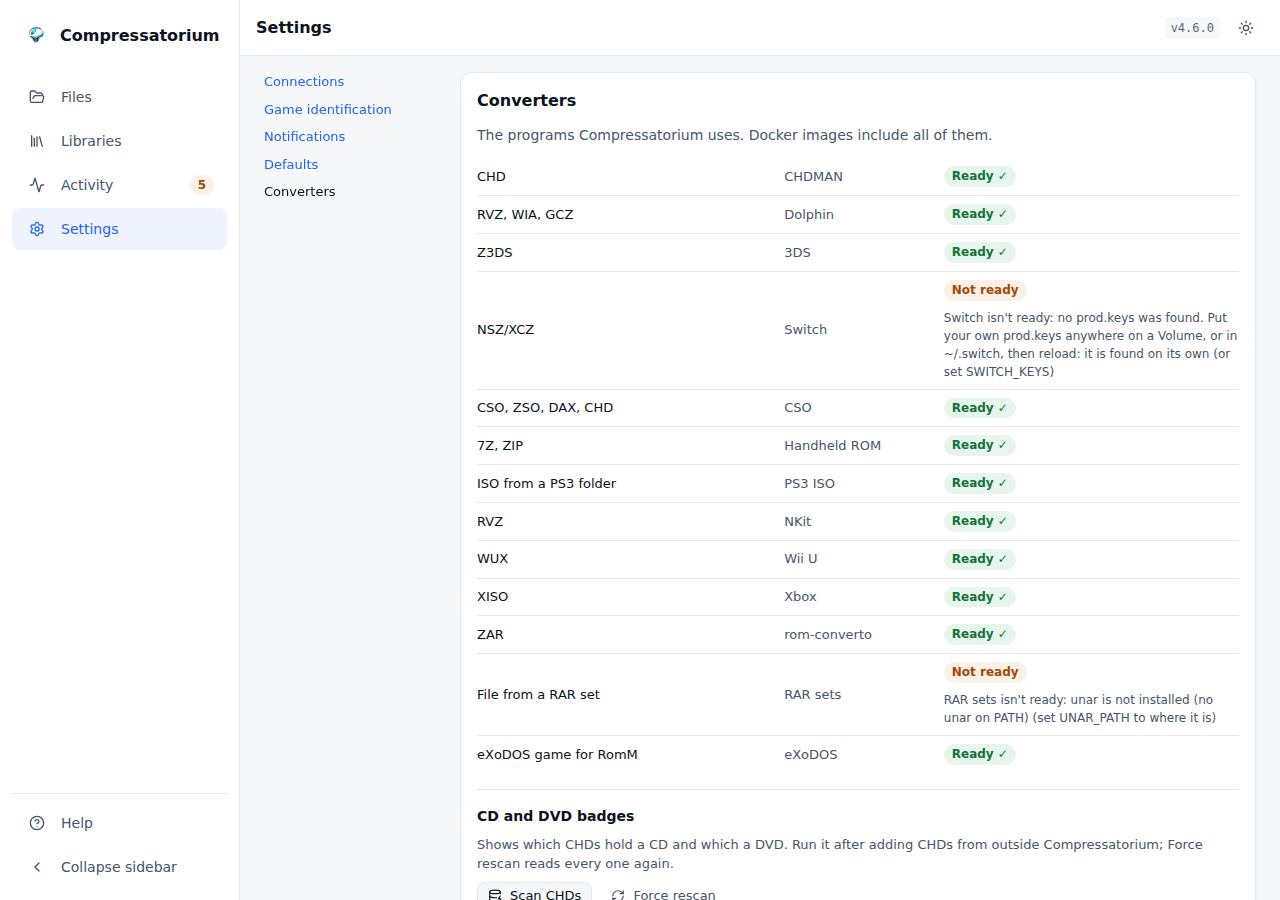 Compressatorium
Files
Libraries
Activity 5
Settings
Help
Collapse sidebar
Settings
v4.6.0
Connections
Game identification
Notifications
Defaults
Converters
Converters
The programs Compressatorium uses. Docker images include all of them.
CHD CHDMAN Ready ✓
RVZ, WIA, GCZ Dolphin Ready ✓
Z3DS 3DS Ready ✓
NSZ/XCZ Switch Not ready
Switch isn't ready: no prod.keys was found. Put
your own prod.keys anywhere on a Volume, or in
~/.switch, then reload: it is found on its own (or
set SWITCH_KEYS)
CSO, ZSO, DAX, CHD CSO Ready ✓
7Z, ZIP Handheld ROM Ready ✓
ISO from a PS3 folder PS3 ISO Ready ✓
RVZ NKit Ready ✓
WUX Wii U Ready ✓
XISO Xbox Ready ✓
ZAR rom-converto Ready ✓
File from a RAR set RAR sets Not ready
RAR sets isn't ready: unar is not installed (no
unar on PATH) (set UNAR_PATH to where it is)
eXoDOS game for RomM eXoDOS Ready ✓
CD and DVD badges
Shows which CHDs hold a CD and which a DVD. Run it after adding CHDs from outside Compressatorium; Force
rescan reads every one again.
Scan CHDs Force rescan